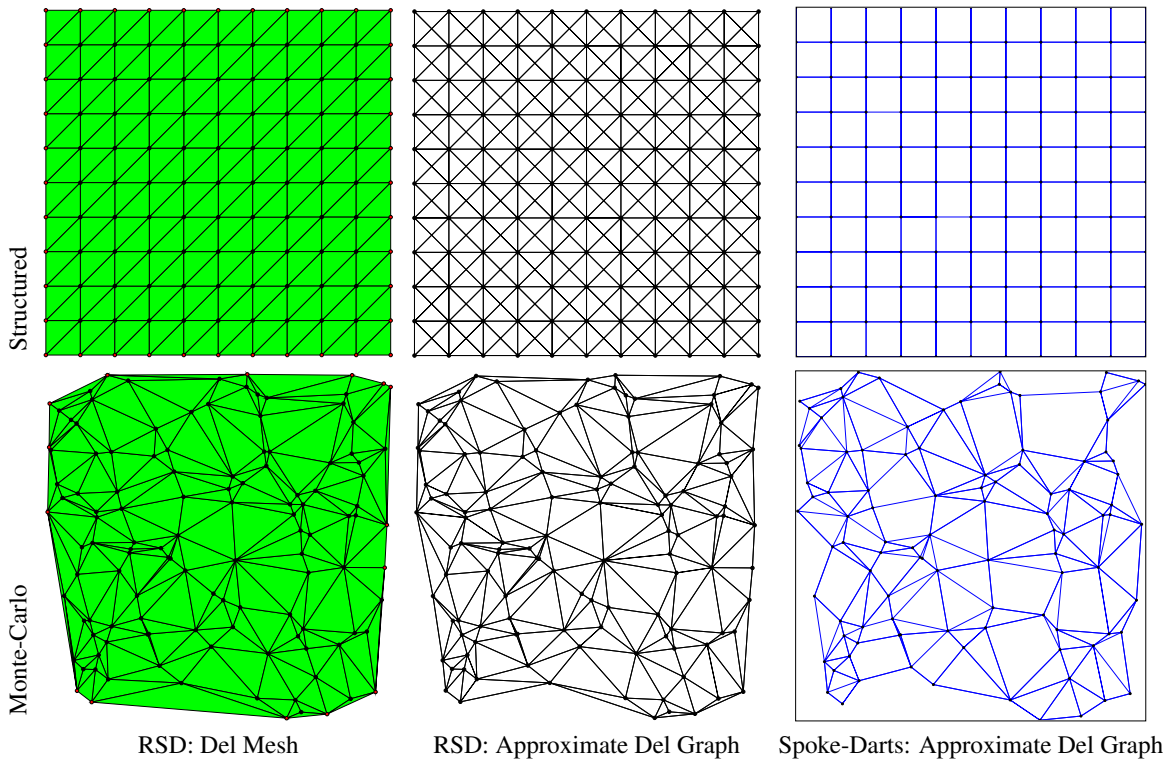 Structured
Monte-Carlo
RSD: Del Mesh
RSD: Approximate Del Graph
Spoke-Darts: Approximate Del Graph